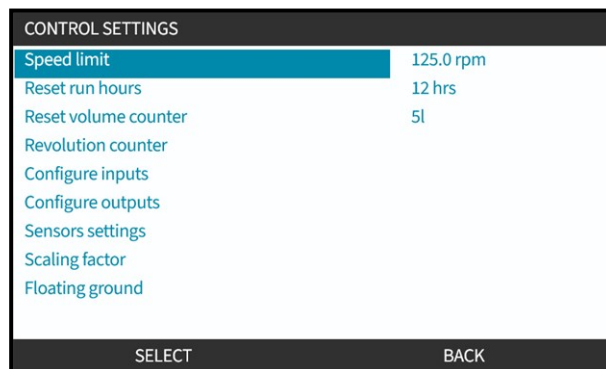 CONTROL SETTINGS
Speed limit 125.0 rpm
Reset run hours 12 hrs
Reset volume counter 5l
Revolution counter
Configure inputs
Configure outputs
Sensors settings
Scaling factor
Floating ground
SELECT BACK